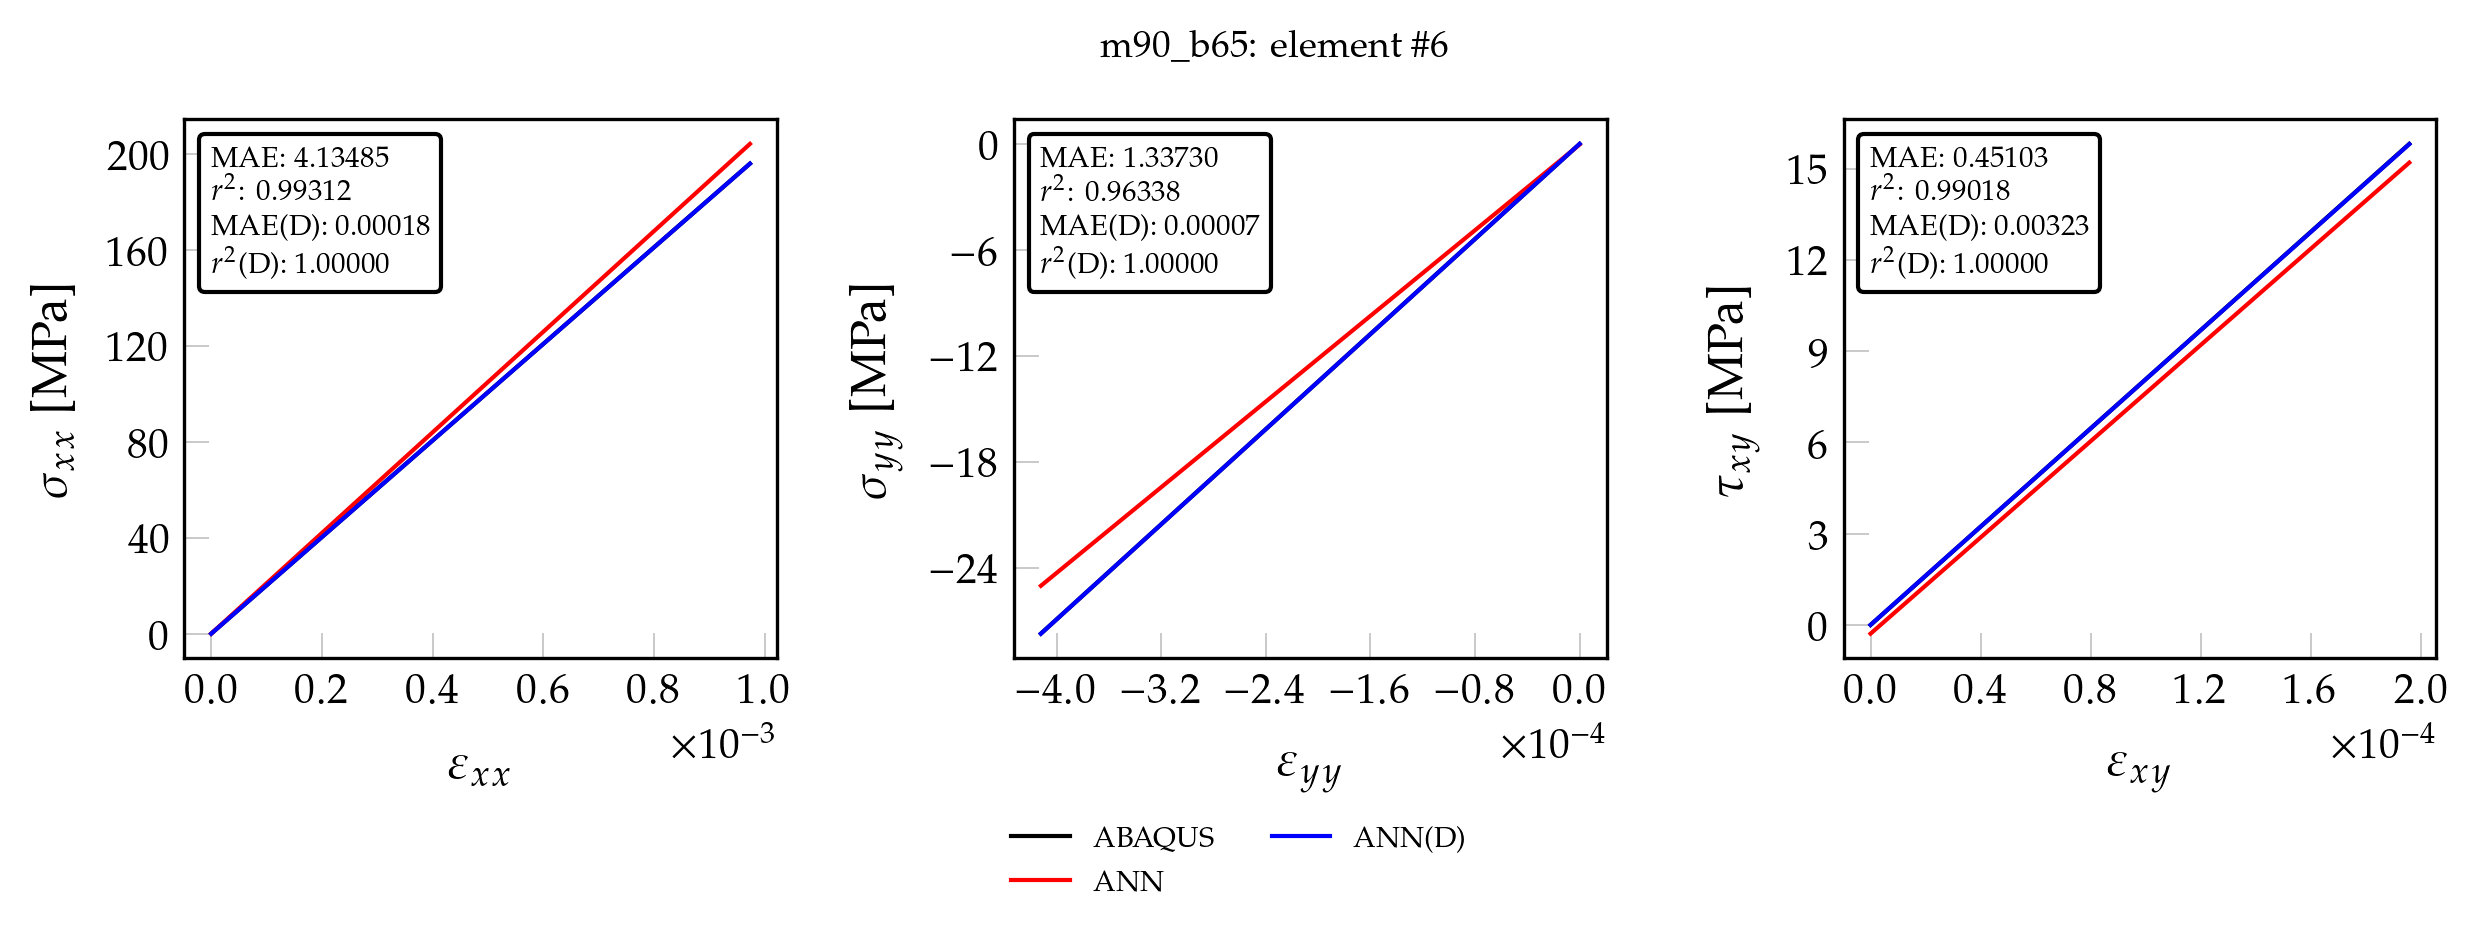 m90_b65: element #6
MAE: 4.13485
r²: 0.99312
MAE(D): 0.00018
r²(D): 1.00000
200
160
120
80
40
0
σxx [MPa]
0.0 0.2 0.4 0.6 0.8 1.0
×10⁻³
εxx
MAE: 1.33730
r²: 0.96338
MAE(D): 0.00007
r²(D): 1.00000
0
−6
−12
−18
−24
σyy [MPa]
−4.0 −3.2 −2.4 −1.6 −0.8 0.0
×10⁻⁴
εyy
MAE: 0.45103
r²: 0.99018
MAE(D): 0.00323
r²(D): 1.00000
15
12
9
6
3
0
τxy [MPa]
0.0 0.4 0.8 1.2 1.6 2.0
×10⁻⁴
εxy
ABAQUS ANN(D)
ANN